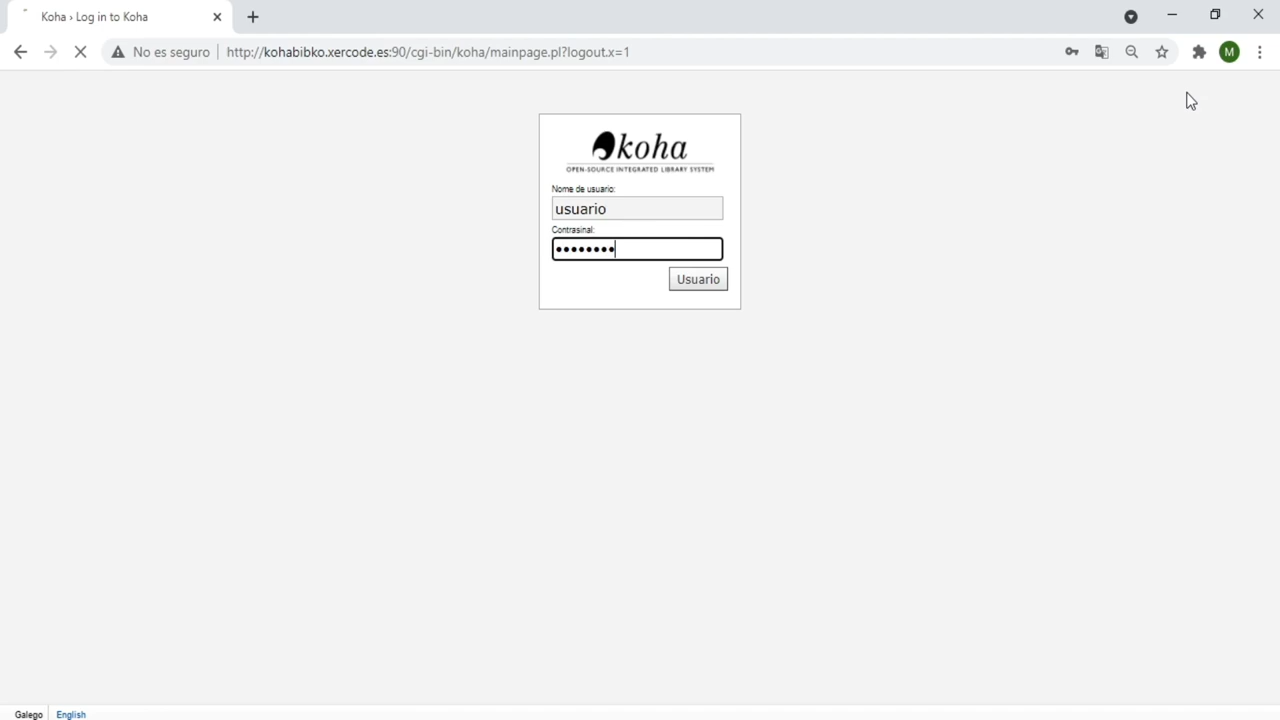 Koha › Log in to Koha
No es seguro
http://kohabibko.xercode.es:90/cgi-bin/koha/mainpage.pl?logout.x=1
M
koha
OPEN-SOURCE INTEGRATED LIBRARY SYSTEM
Nome de usuario:
usuario
Contrasinal:
••••••••
Usuario
Galego
English